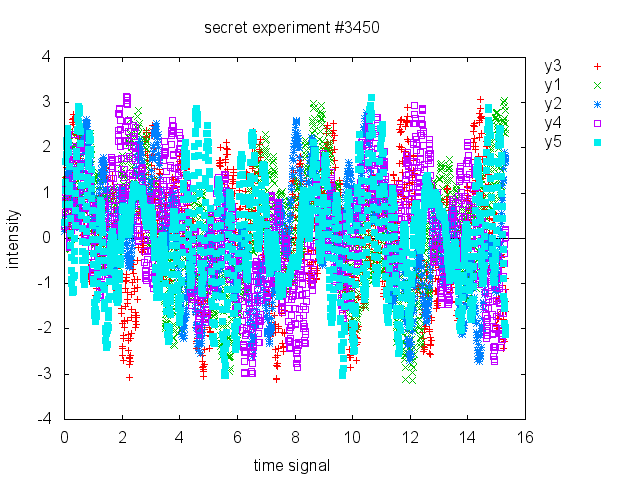 secret experiment #3450
4
3
2
1
0
-1
-2
-3
-4
0 2 4 6 8 10 12 14 16
intensity
time signal
y3
y1
y2
y4
y5